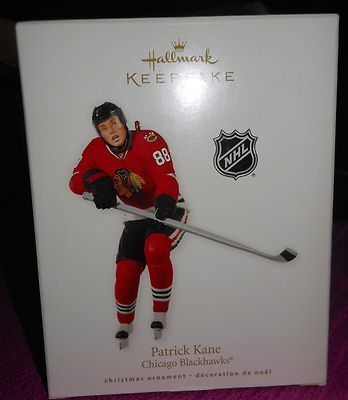 Hallmark
KEEPSAKE
88
NHL
®
Patrick Kane
Chicago Blackhawks®
christmas ornament • décoration de noël